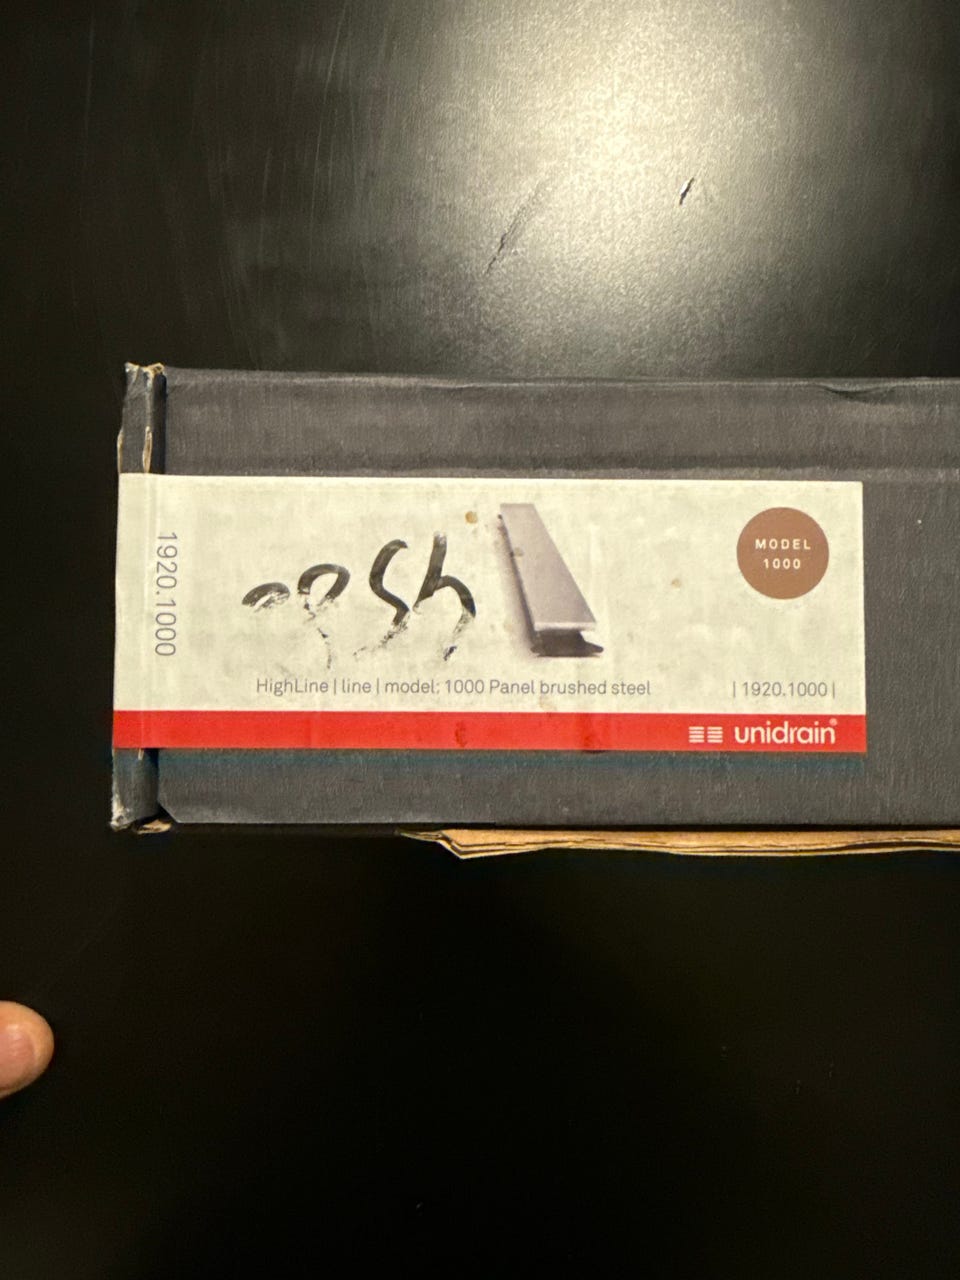 1920.1000
MODEL
1000
HighLine | line | model: 1000 Panel brushed steel
| 1920.1000 |
unidrain®